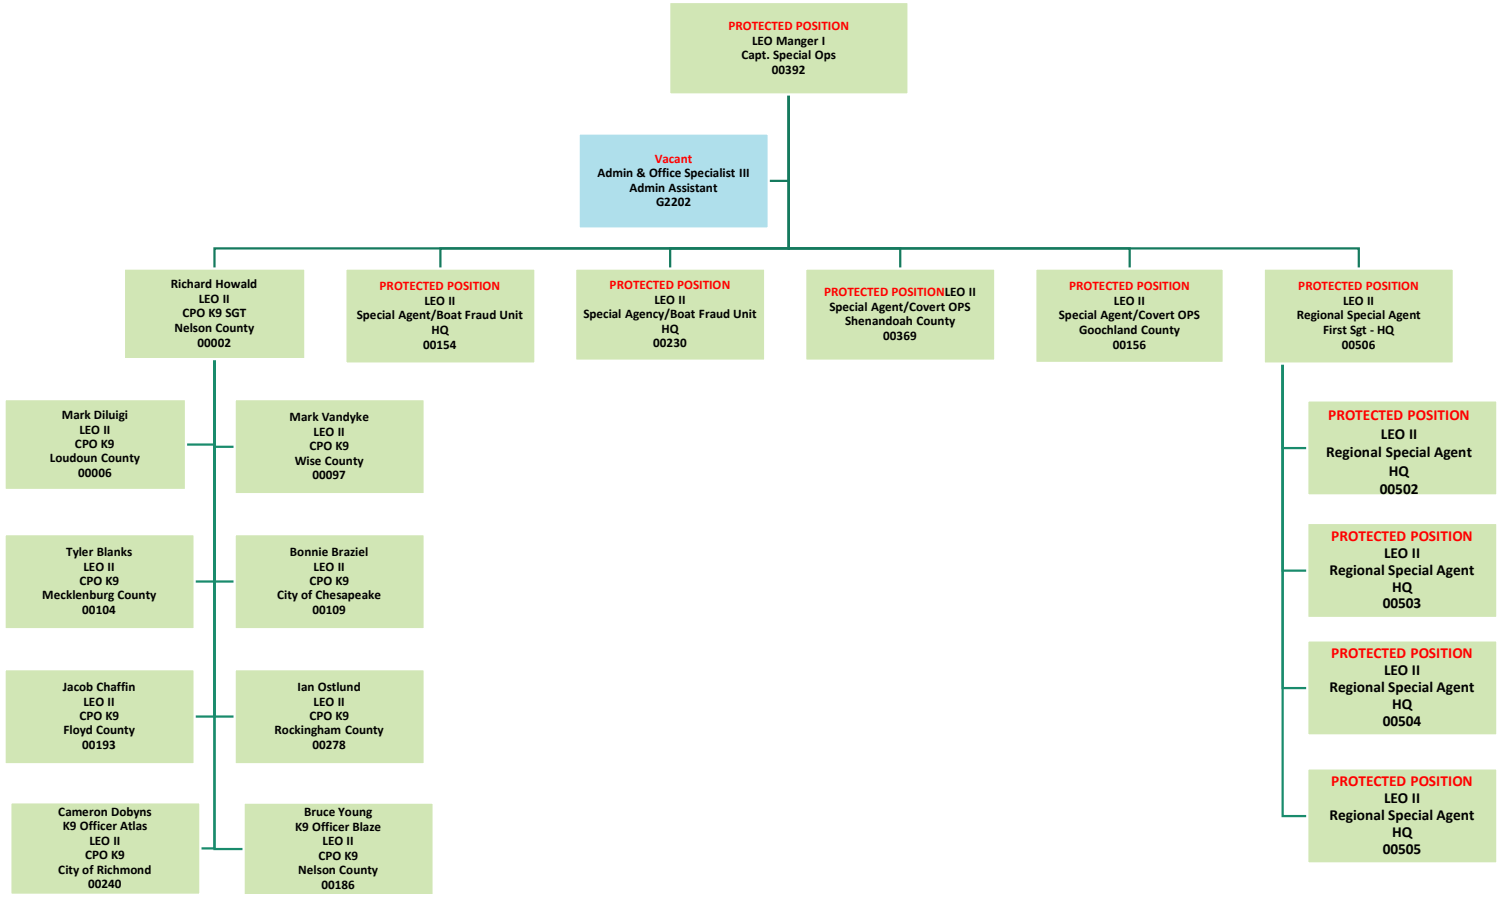 PROTECTED POSITION
LEO Manger I
Capt. Special Ops
00392
Vacant
Admin & Office Specialist III
Admin Assistant
G2202
Richard Howald
LEO II
CPO K9 SGT
Nelson County
00002
PROTECTED POSITION
LEO II
Special Agent/Boat Fraud Unit
HQ
00154
PROTECTED POSITION
LEO II
Special Agency/Boat Fraud Unit
HQ
00230
PROTECTED POSITIONLEO II
Special Agent/Covert OPS
Shenandoah County
00369
PROTECTED POSITION
LEO II
Special Agent/Covert OPS
Goochland County
00156
PROTECTED POSITION
LEO II
Regional Special Agent
First Sgt - HQ
00506
Mark Diluigi
LEO II
CPO K9
Loudoun County
00006
Mark Vandyke
LEO II
CPO K9
Wise County
00097
Tyler Blanks
LEO II
CPO K9
Mecklenburg County
00104
Bonnie Braziel
LEO II
CPO K9
City of Chesapeake
00109
Jacob Chaffin
LEO II
CPO K9
Floyd County
00193
Ian Ostlund
LEO II
CPO K9
Rockingham County
00278
Cameron Dobyns
K9 Officer Atlas
LEO II
CPO K9
City of Richmond
00240
Bruce Young
K9 Officer Blaze
LEO II
CPO K9
Nelson County
00186
PROTECTED POSITION
LEO II
Regional Special Agent
HQ
00502
PROTECTED POSITION
LEO II
Regional Special Agent
HQ
00503
PROTECTED POSITION
LEO II
Regional Special Agent
HQ
00504
PROTECTED POSITION
LEO II
Regional Special Agent
HQ
00505